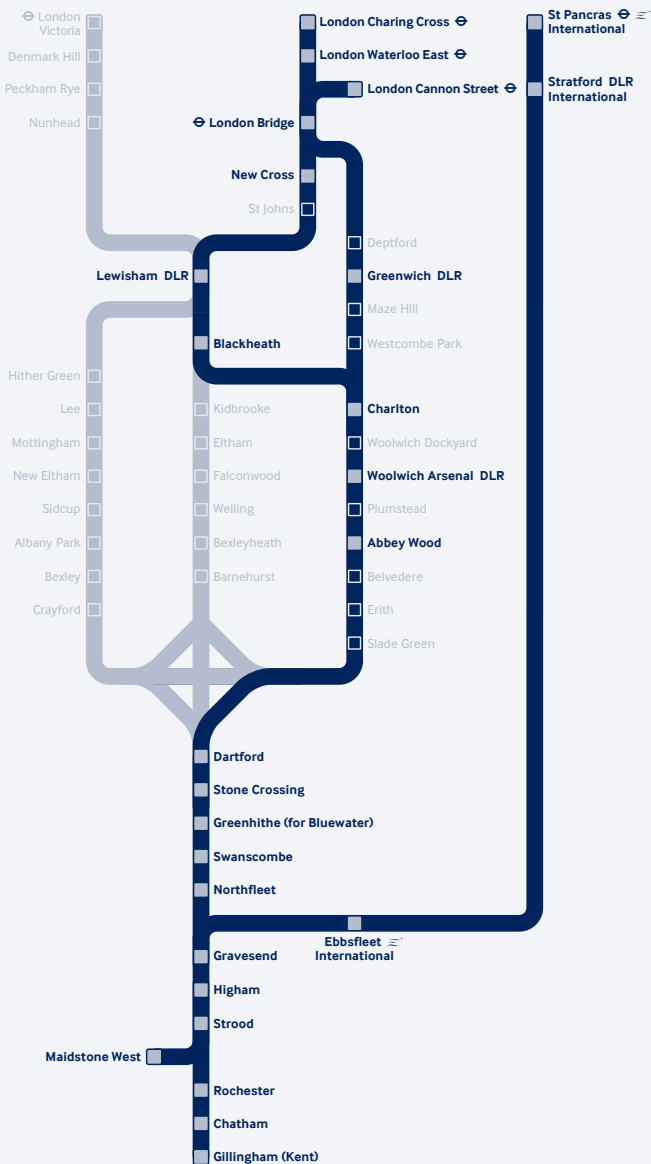 London
Victoria
Denmark Hill
Peckham Rye
Nunhead
London Charing Cross
London Waterloo East
London Cannon Street
London Bridge
New Cross
St Johns
St Pancras
International
Stratford DLR
International
Deptford
Lewisham DLR
Greenwich DLR
Maze Hill
Blackheath
Westcombe Park
Hither Green
Lee
Kidbrooke
Charlton
Mottingham
Eltham
Woolwich Dockyard
New Eltham
Falconwood
Woolwich Arsenal DLR
Sidcup
Welling
Plumstead
Albany Park
Bexleyheath
Abbey Wood
Bexley
Barnehurst
Belvedere
Crayford
Erith
Slade Green
Dartford
Stone Crossing
Greenhithe (for Bluewater)
Swanscombe
Northfleet
Ebbsfleet
International
Gravesend
Higham
Strood
Maidstone West
Rochester
Chatham
Gillingham (Kent)